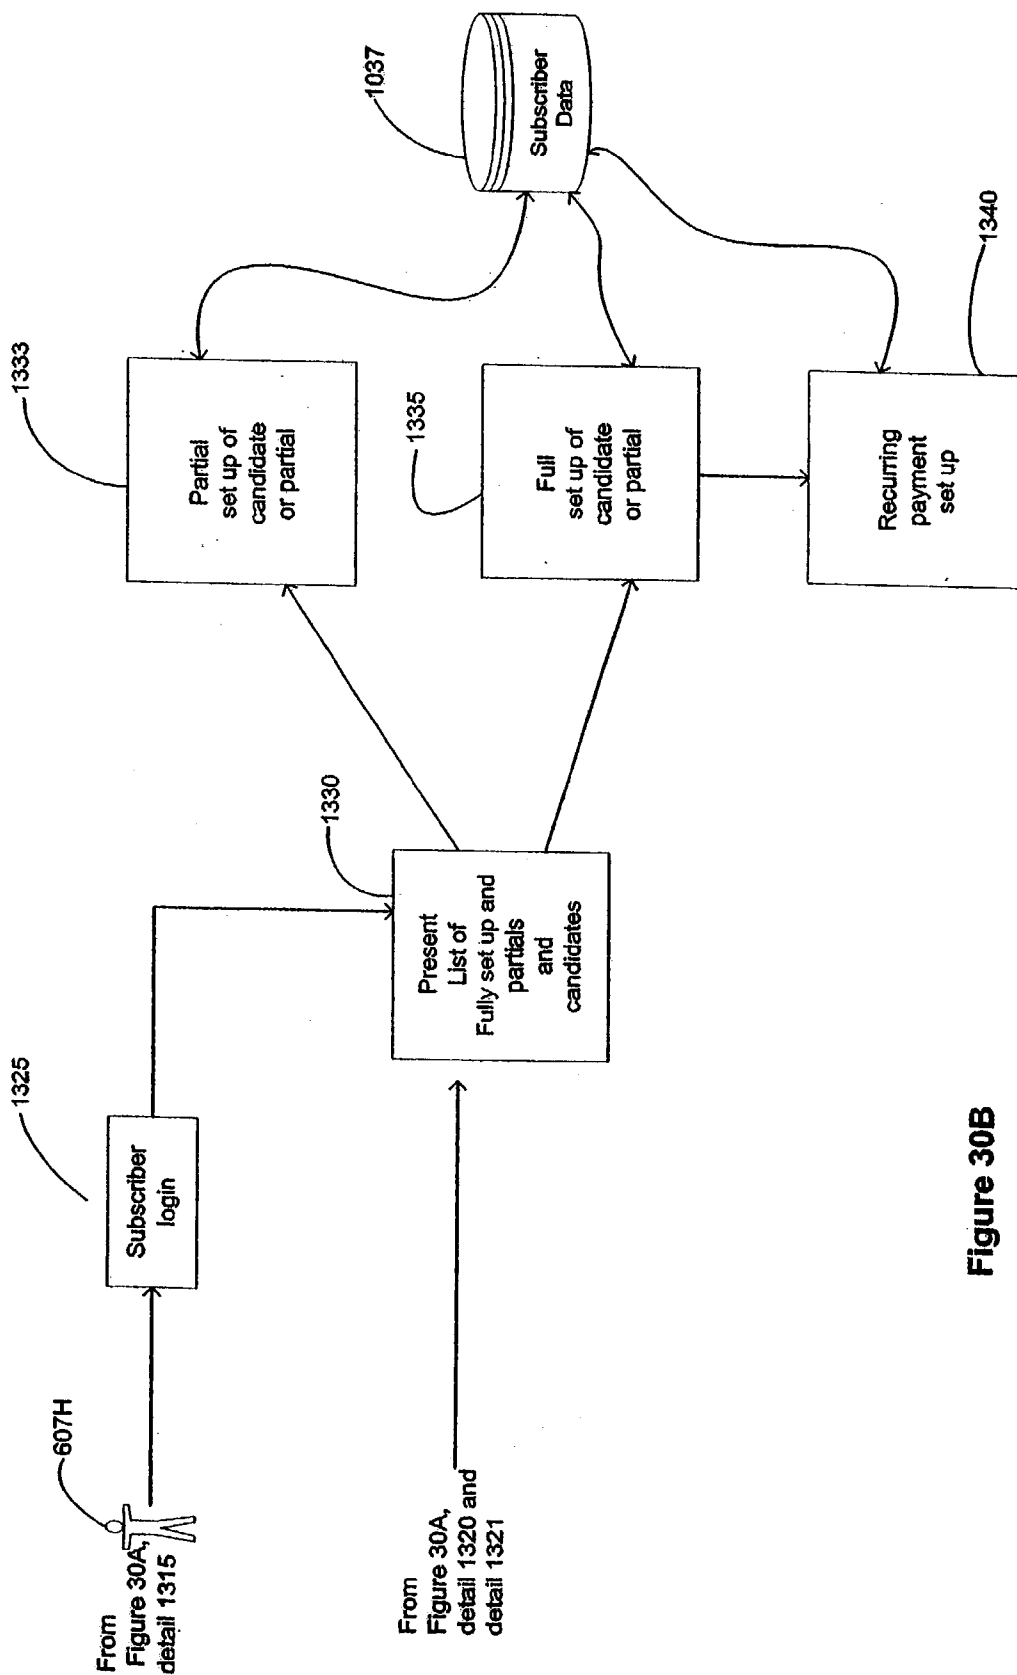 From
Figure 30A,
detail 1315
607H
Subscriber
login
1325
From
Figure 30A,
detail 1320 and
detail 1321
Present
List of
Fully set up and
partials
and
candidates
1330
Partial
set up of
candidate
or partial
1333
Full
set up of
candidate
or partial
1335
Recurring
payment
set up
1340
Subscriber
Data
1037
Figure 30B